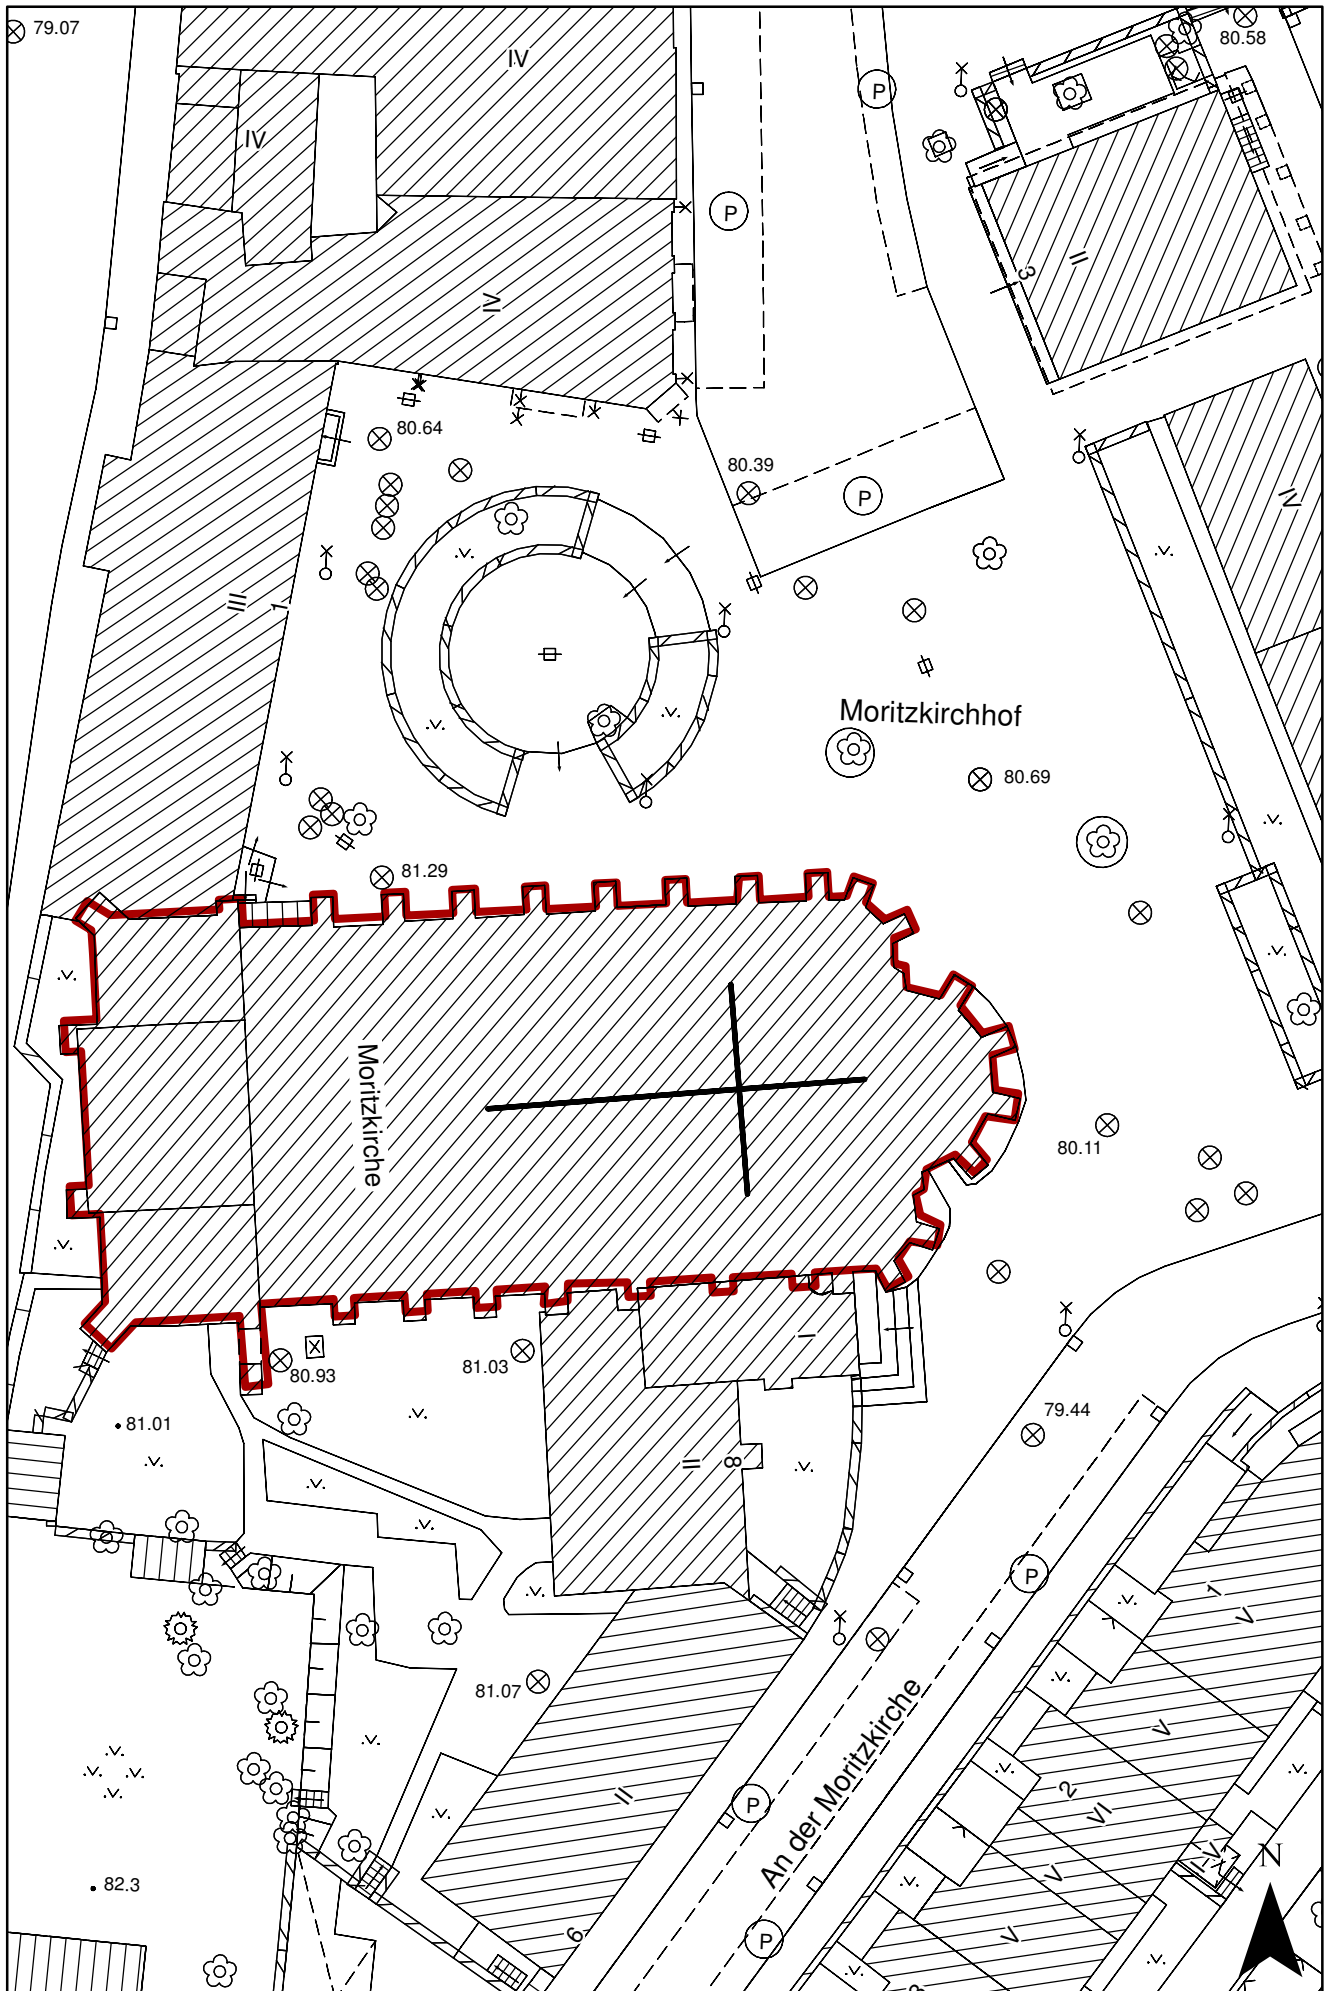 79.07
80.58
IV
P
IV
P
3
II
IV
80.64
80.39
P
IV
III
1
Moritzkirchhof
80.69
81.29
Moritzkirche
80.11
I
80.93
81.03
81.01
79.44
II
8
P
1
V
81.07
An der Moritzkirche
V
II
2
VI
P
V
N
82.3
6
P
V